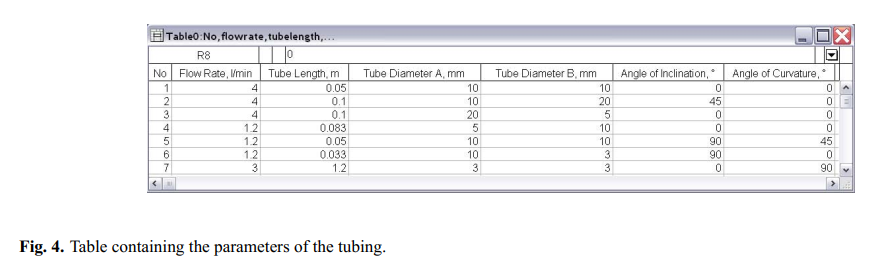 Table0:No,flowrate,tubelength,...
R8 0
No Flow Rate, l/min Tube Length, m Tube Diameter A, mm Tube Diameter B, mm Angle of Inclination, ° Angle of Curvature, °
1 4 0.05 10 10 0 0
2 4 0.1 10 20 45 0
3 4 0.1 20 5 0 0
4 1.2 0.083 5 10 0 0
5 1.2 0.05 10 10 90 45
6 1.2 0.033 10 3 90 0
7 3 1.2 3 3 0 90
Fig. 4. Table containing the parameters of the tubing.